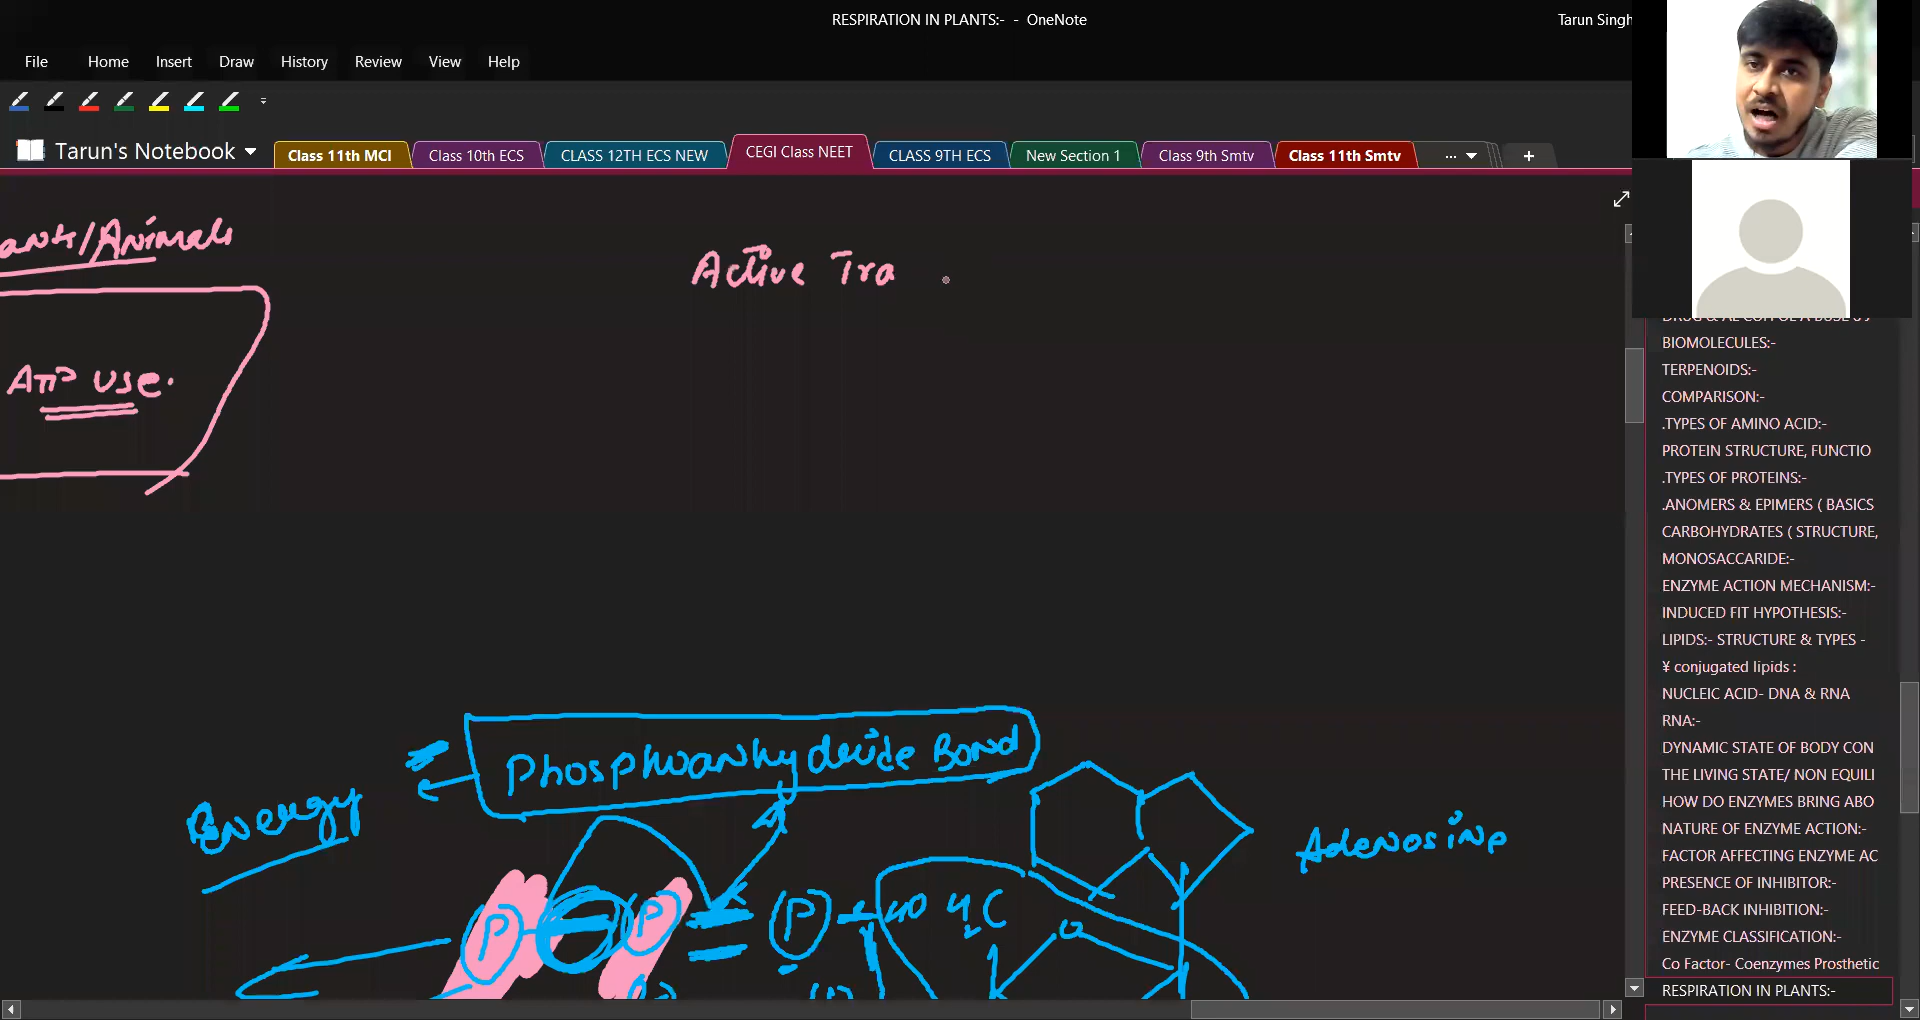 RESPIRATION IN PLANTS:- - OneNote
Tarun Singh
File Home Insert Draw History Review View Help
Tarun's Notebook
Class 11th MCI
Class 10th ECS
CLASS 12TH ECS NEW
CEGI Class NEET
CLASS 9TH ECS
New Section 1
Class 9th Smtv
Class 11th Smtv
...
+
ants/Animals
Active Tra
ATP use.
Phosphoanhydride Bond
Energy
Adenosine
P P P
C
O
BIOMOLECULES:-
TERPENOIDS:-
COMPARISON:-
.TYPES OF AMINO ACID:-
PROTEIN STRUCTURE, FUNCTIO
.TYPES OF PROTEINS:-
.ANOMERS & EPIMERS ( BASICS
CARBOHYDRATES ( STRUCTURE,
MONOSACCARIDE:-
ENZYME ACTION MECHANISM:-
INDUCED FIT HYPOTHESIS:-
LIPIDS:- STRUCTURE & TYPES -
¥ conjugated lipids :
NUCLEIC ACID- DNA & RNA
RNA:-
DYNAMIC STATE OF BODY CON
THE LIVING STATE/ NON EQUILI
HOW DO ENZYMES BRING ABO
NATURE OF ENZYME ACTION:-
FACTOR AFFECTING ENZYME AC
PRESENCE OF INHIBITOR:-
FEED-BACK INHIBITION:-
ENZYME CLASSIFICATION:-
Co Factor- Coenzymes Prosthetic
RESPIRATION IN PLANTS:-